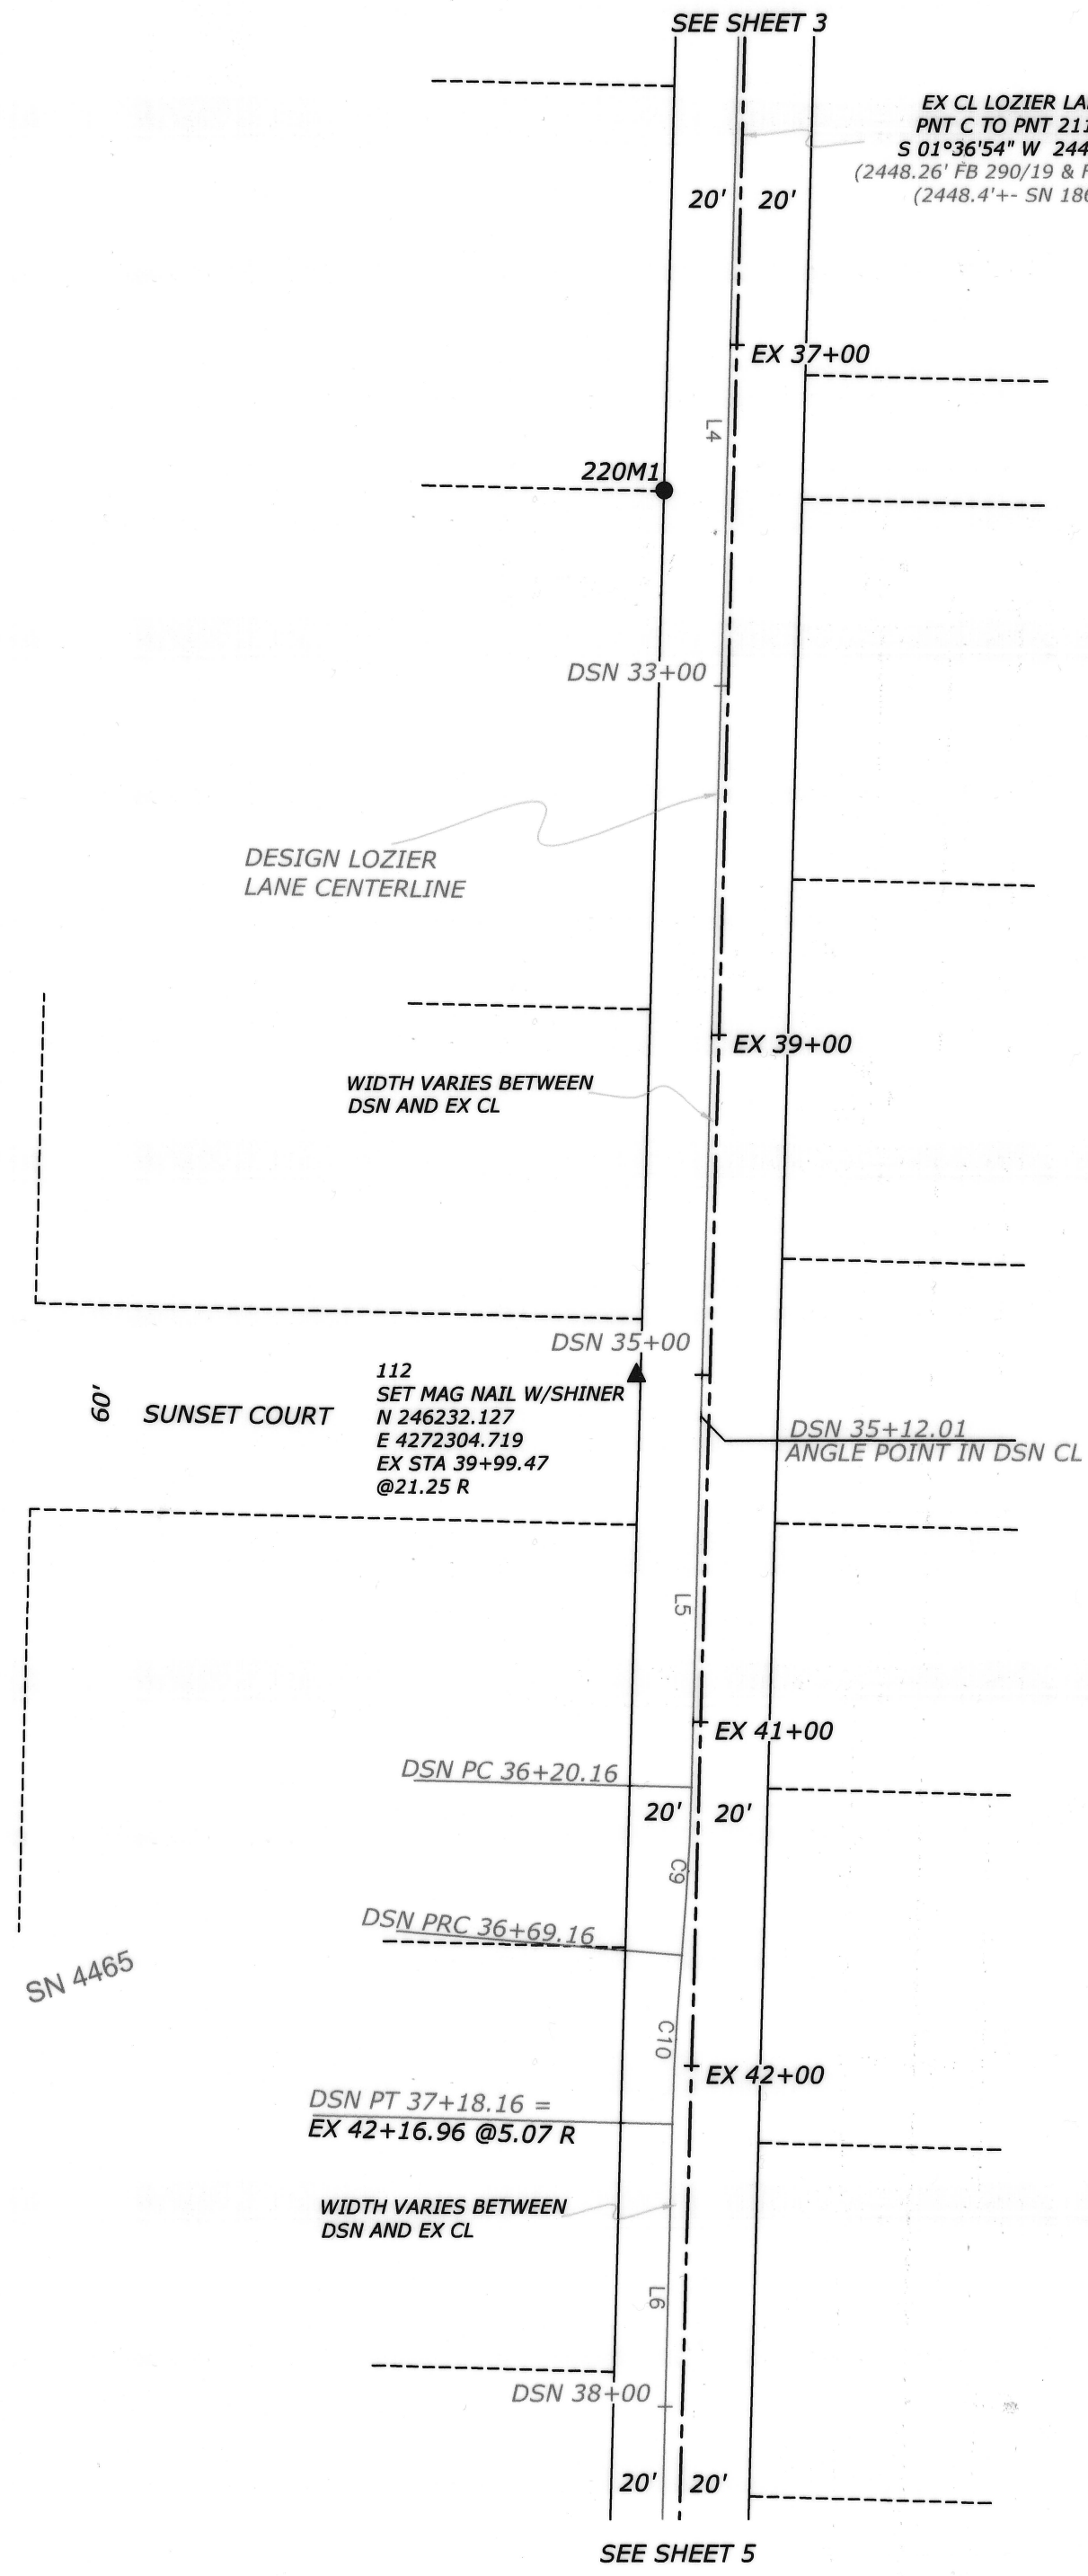 SEE SHEET 3
EX CL LOZIER
PNT C TO PNT
S 01°36'54" W
(2448.26' FB 290/19 &
(2448.4'+- SN
20' 20'
EX 37+00
L4
220M1
DSN 33+00
DESIGN LOZIER
LANE CENTERLINE
EX 39+00
WIDTH VARIES BETWEEN
DSN AND EX CL
DSN 35+00
60' SUNSET COURT
112
SET MAG NAIL W/SHINER
N 246232.127
E 4272304.719
EX STA 39+99.47
@21.25 R
DSN 35+12.01
ANGLE POINT IN DSN CL
L5
EX 41+00
DSN PC 36+20.16
20' 20'
C9
DSN PRC 36+69.16
SN 4465
C10
EX 42+00
DSN PT 37+18.16 =
EX 42+16.96 @5.07 R
WIDTH VARIES BETWEEN
DSN AND EX CL
L6
DSN 38+00
20' 20'
SEE SHEET 5